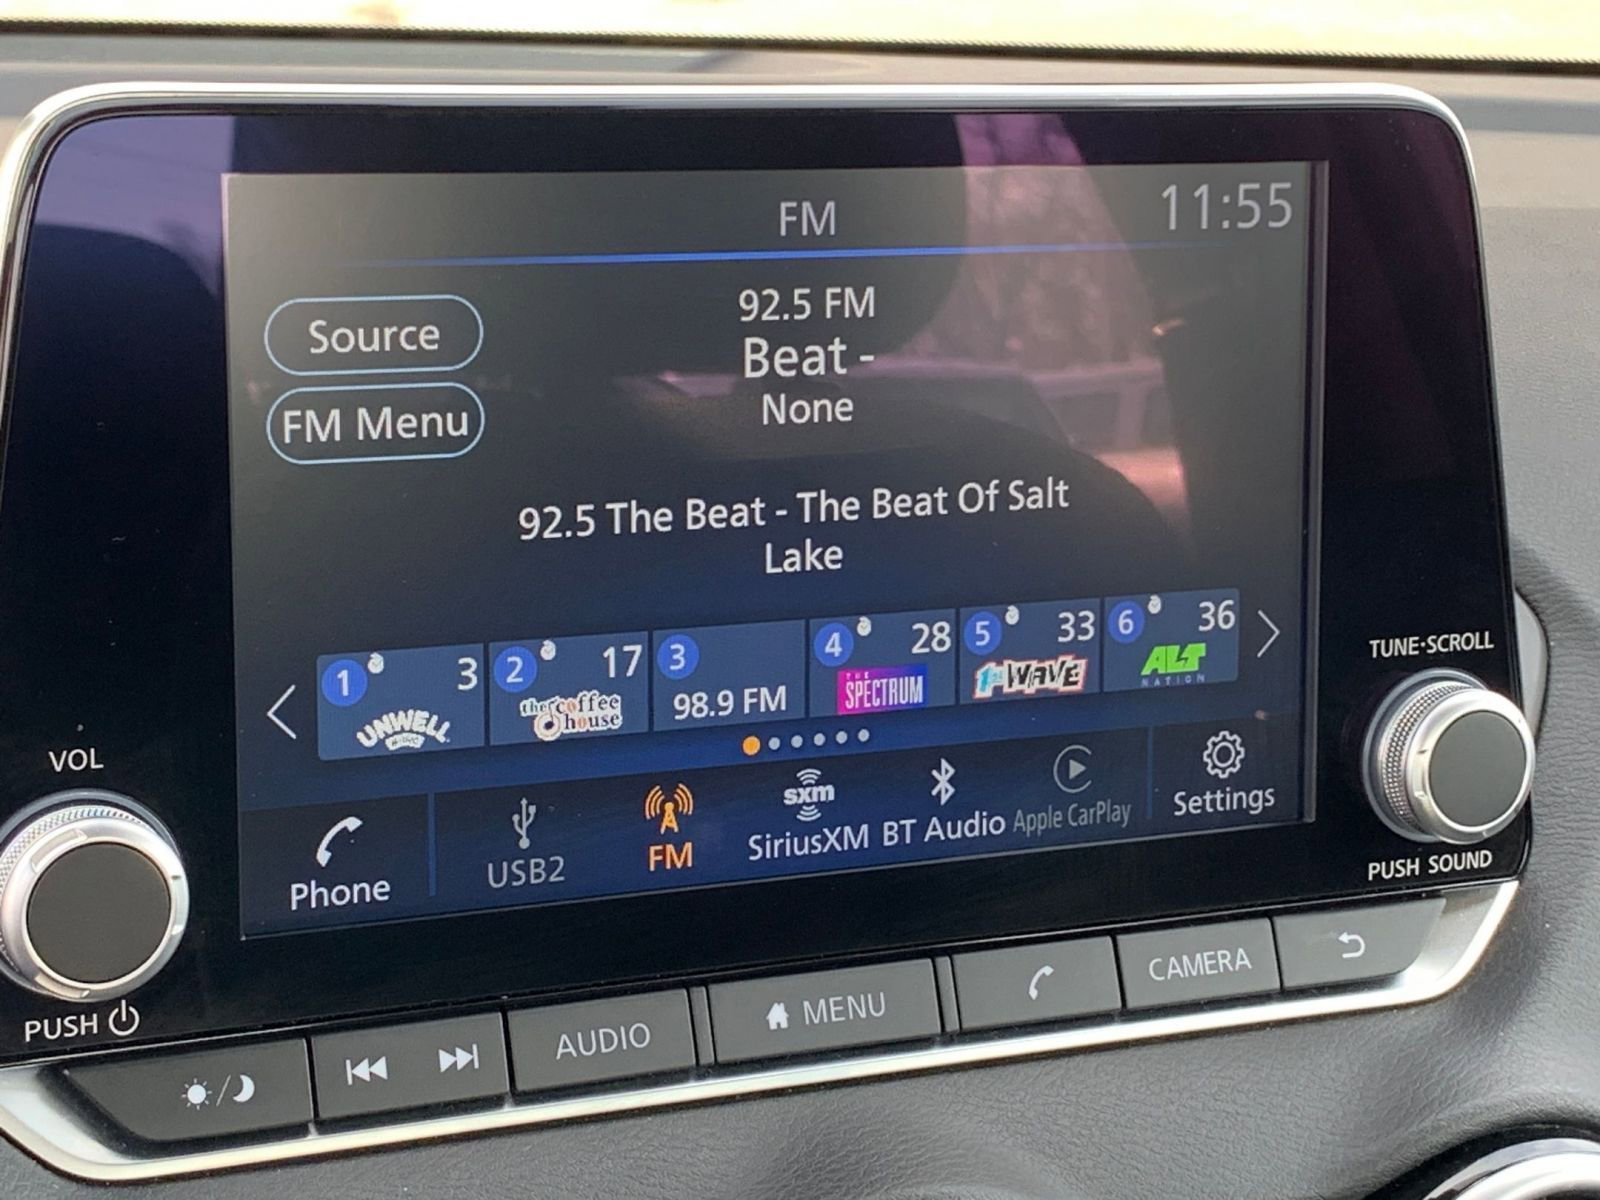 FM
11:55
Source
FM Menu
92.5 FM
Beat -
None
92.5 The Beat - The Beat Of Salt
Lake
1 3
UNWELL
2 17
the coffee
house
3
98.9 FM
4 28
THE
SPECTRUM
5 33
1st WAVE
6 36
ALT
NATION
Phone
USB2
FM
sxm
SiriusXM
BT Audio
Apple CarPlay
Settings
VOL
PUSH
TUNE·SCROLL
PUSH SOUND
AUDIO
MENU
CAMERA